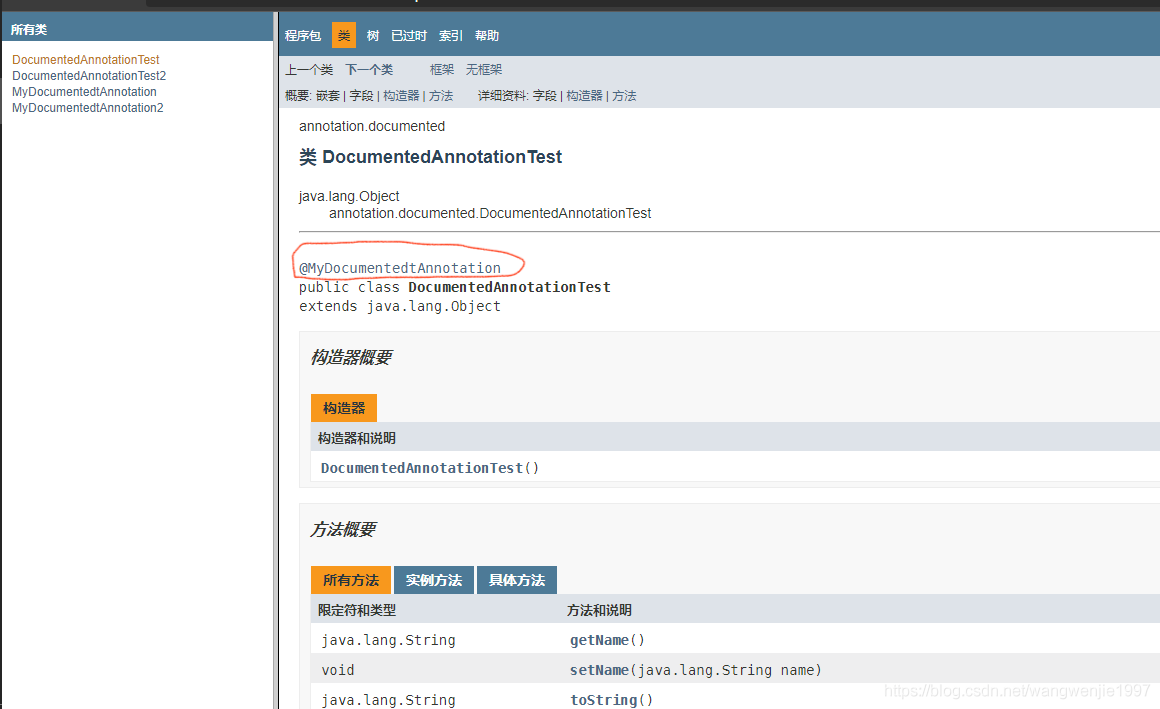 所有类
DocumentedAnnotationTest
DocumentedAnnotationTest2
MyDocumentedtAnnotation
MyDocumentedtAnnotation2
程序包 类 树 已过时 索引 帮助
上一个类 下一个类 框架 无框架
概要: 嵌套 | 字段 | 构造器 | 方法 详细资料: 字段 | 构造器 | 方法
annotation.documented
类 DocumentedAnnotationTest
java.lang.Object
annotation.documented.DocumentedAnnotationTest
@MyDocumentedtAnnotation
public class DocumentedAnnotationTest
extends java.lang.Object
构造器概要
构造器
构造器和说明
DocumentedAnnotationTest()
方法概要
所有方法 实例方法 具体方法
限定符和类型 方法和说明
java.lang.String getName()
void setName(java.lang.String name)
java.lang.String toString()
https://blog.csdn.net/wangwenjie1997